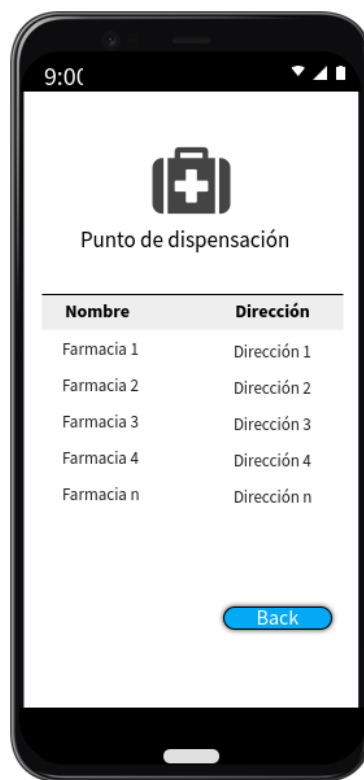 9:00
Punto de dispensación
Nombre Dirección
Farmacia 1 Dirección 1
Farmacia 2 Dirección 2
Farmacia 3 Dirección 3
Farmacia 4 Dirección 4
Farmacia n Dirección n
Back